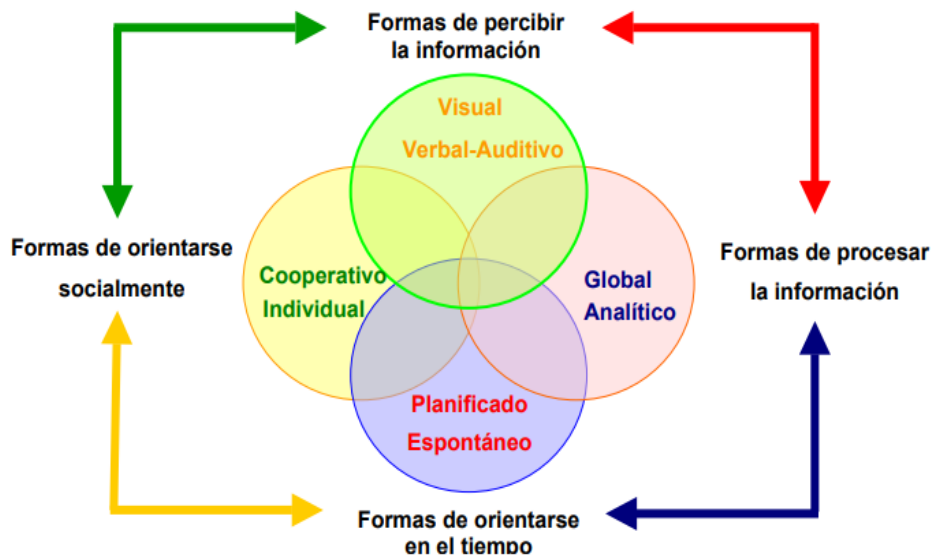 Formas de percibir
la información
Visual
Verbal-Auditivo
Formas de orientarse
socialmente
Cooperativo
Individual
Global
Analítico
Formas de procesar
la información
Planificado
Espontáneo
Formas de orientarse
en el tiempo